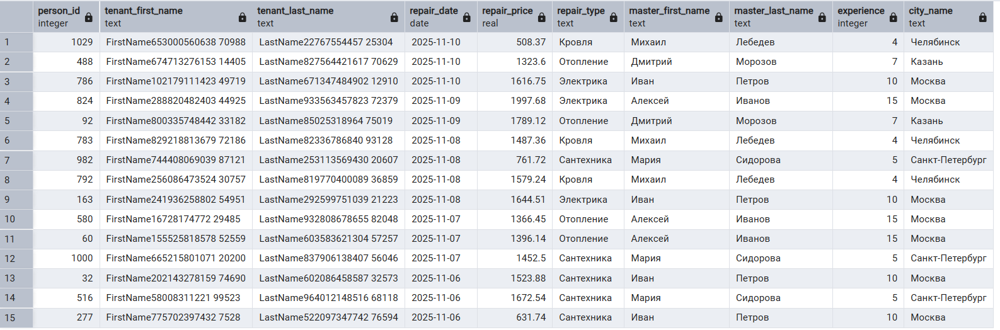 person_id tenant_first_name tenant_last_name repair_date repair_price repair_type master_first_name master_last_name experience city_name
integer text text date real text text text integer text
1 1029 FirstName653000560638 70988 LastName22767554457 25304 2025-11-10 508.37 Кровля Михаил Лебедев 4 Челябинск
2 488 FirstName674713276153 14405 LastName827564421617 70629 2025-11-10 1323.6 Отопление Дмитрий Морозов 7 Казань
3 786 FirstName102179111423 49719 LastName671347484902 12910 2025-11-10 1616.75 Электрика Иван Петров 10 Москва
4 824 FirstName288820482403 44925 LastName933563457823 72379 2025-11-09 1997.68 Электрика Алексей Иванов 15 Москва
5 92 FirstName800335748442 33182 LastName85025318964 75019 2025-11-09 1789.12 Отопление Дмитрий Морозов 7 Казань
6 783 FirstName829218813679 72186 LastName82336786840 93128 2025-11-08 1487.36 Кровля Михаил Лебедев 4 Челябинск
7 982 FirstName744408069039 87121 LastName253113569430 20607 2025-11-08 761.72 Сантехника Мария Сидорова 5 Санкт-Петербург
8 792 FirstName256086473524 30757 LastName819770400089 36859 2025-11-08 1579.24 Кровля Михаил Лебедев 4 Челябинск
9 163 FirstName241936258802 54951 LastName292599751039 21223 2025-11-08 1644.51 Электрика Иван Петров 10 Москва
10 580 FirstName16728174772 29485 LastName932808678655 82048 2025-11-07 1366.45 Отопление Алексей Иванов 15 Москва
11 60 FirstName155525818578 52559 LastName603583621304 57257 2025-11-07 1396.14 Отопление Алексей Иванов 15 Москва
12 1000 FirstName665215801071 20200 LastName837906138407 56046 2025-11-07 1452.5 Сантехника Мария Сидорова 5 Санкт-Петербург
13 32 FirstName202143278159 74690 LastName602086458587 32573 2025-11-06 1523.88 Сантехника Иван Петров 10 Москва
14 516 FirstName58008311221 99523 LastName964012148516 68118 2025-11-06 1672.54 Сантехника Мария Сидорова 5 Санкт-Петербург
15 277 FirstName775702397432 7528 LastName522097347742 76594 2025-11-06 631.74 Сантехника Иван Петров 10 Москва